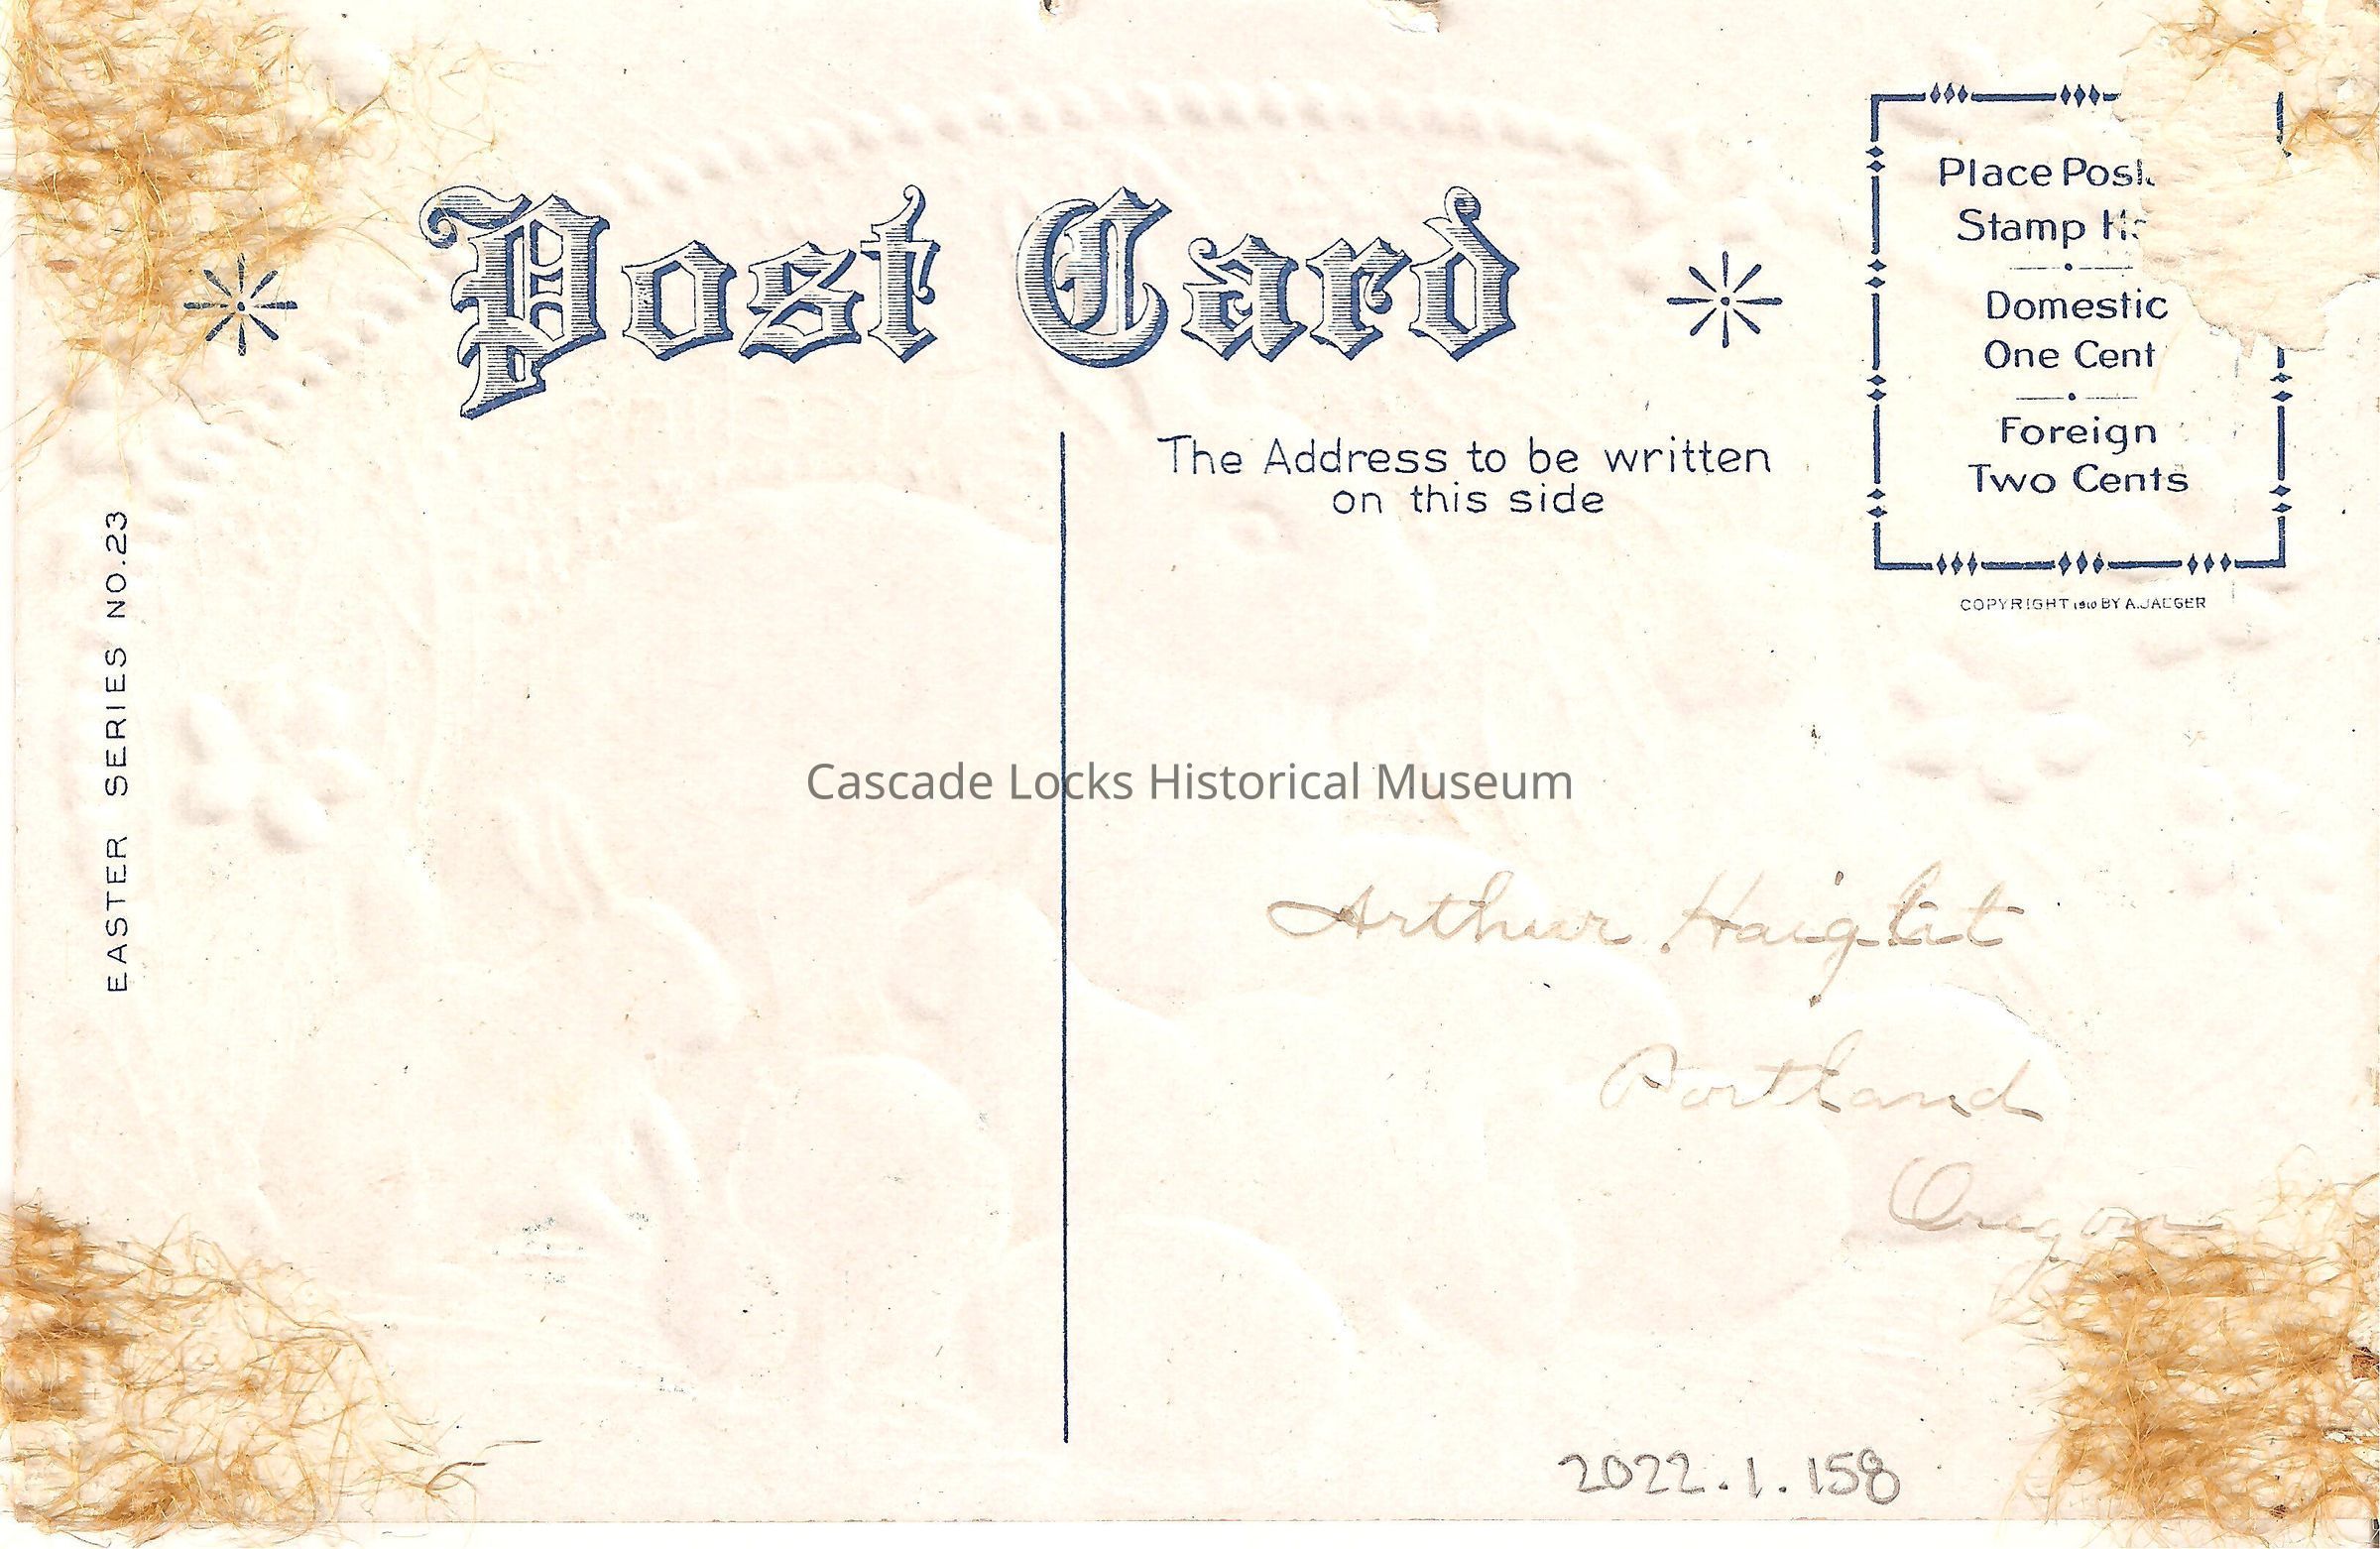 Post Card
Place Post
Stamp He
Domestic
One Cent
Foreign
Two Cents
The Address to be written
on this side
COPYRIGHT 1910 BY A. JAEGER
EASTER SERIES NO. 23
Cascade Locks Historical Museum
Arthur Haight
Portland
Oregon
2022.1.158